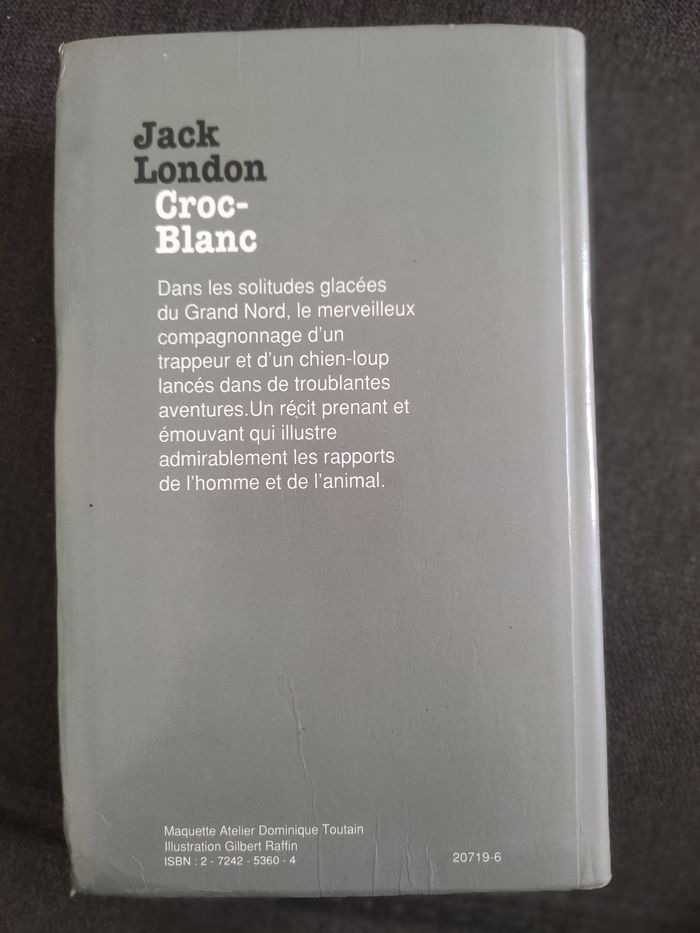 Jack
London
Croc-
Blanc
Dans les solitudes glacées
du Grand Nord, le merveilleux
compagnonnage d'un
trappeur et d'un chien-loup
lancés dans de troublantes
aventures.Un récit prenant et
émouvant qui illustre
admirablement les rapports
de l'homme et de l'animal.
Maquette Atelier Dominique Toutain
Illustration Gilbert Raffin
ISBN : 2 - 7242 - 5360 - 4
20719-6